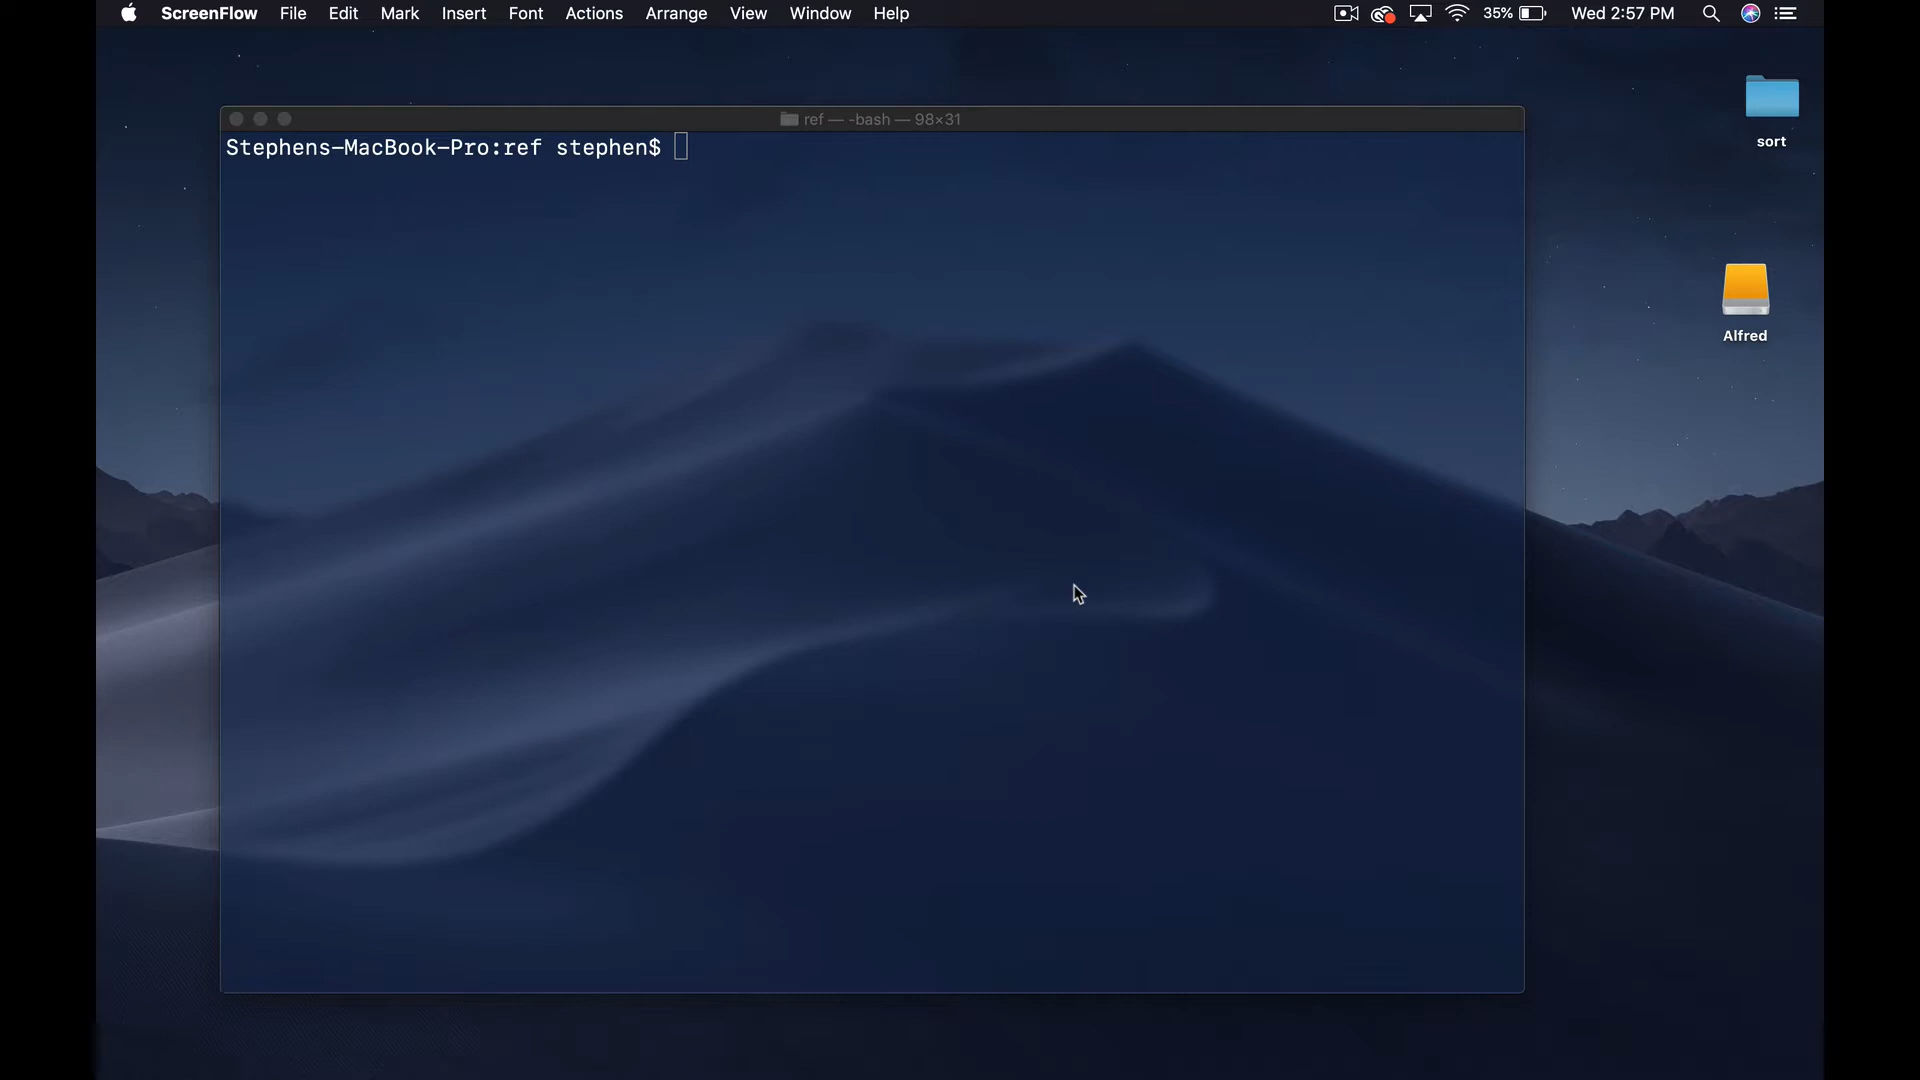 ScreenFlow File Edit Mark Insert Font Actions Arrange View Window Help 35% Wed 2:57 PM
ref — -bash — 98×31
Stephens-MacBook-Pro:ref stephen$
sort
Alfred